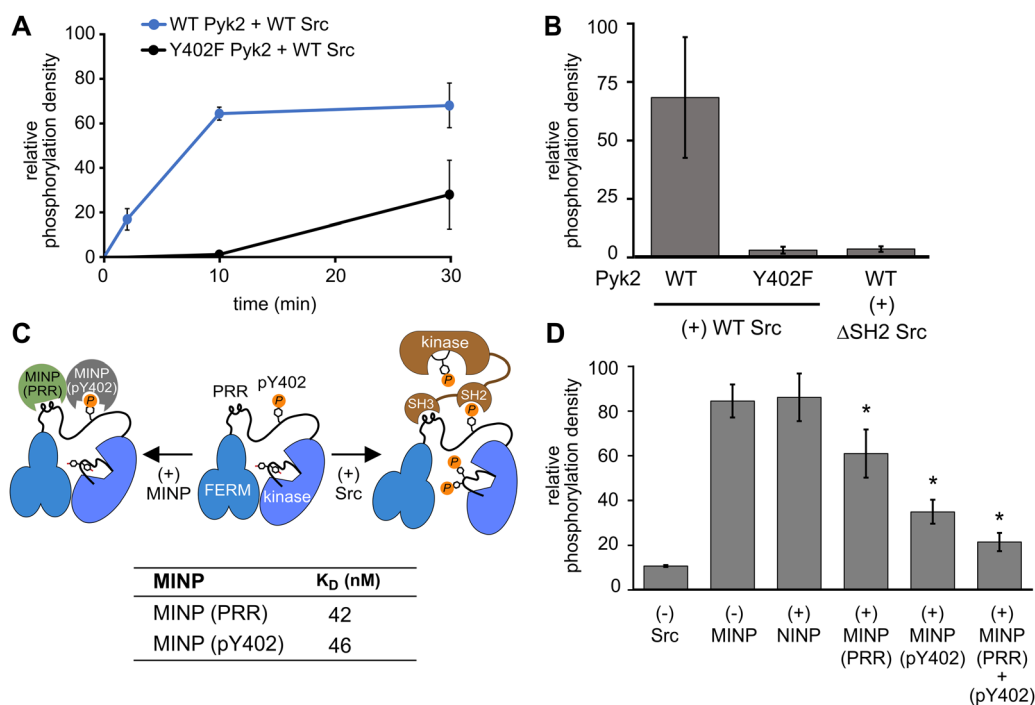 A
WT Pyk2 + WT Src
Y402F Pyk2 + WT Src
relative
phosphorylation density
100
80
60
40
20
0
0 10 20 30
time (min)
B
relative
phosphorylation density
100
75
50
25
0
Pyk2 WT Y402F WT
(+) WT Src
(+)
ΔSH2 Src
C
MINP
(PRR)
MINP
(pY402)
P
PRR
pY402
P
FERM
kinase
(+)
MINP
(+)
Src
kinase
P
SH3
SH2
P
P
P
MINP KD (nM)
MINP (PRR) 42
MINP (pY402) 46
D
relative
phosphorylation density
100
80
60
40
20
0
* * *
(-)
Src
(-)
MINP
(+)
NINP
(+)
MINP
(PRR)
(+)
MINP
(pY402)
(+)
MINP
(PRR)
+
(pY402)